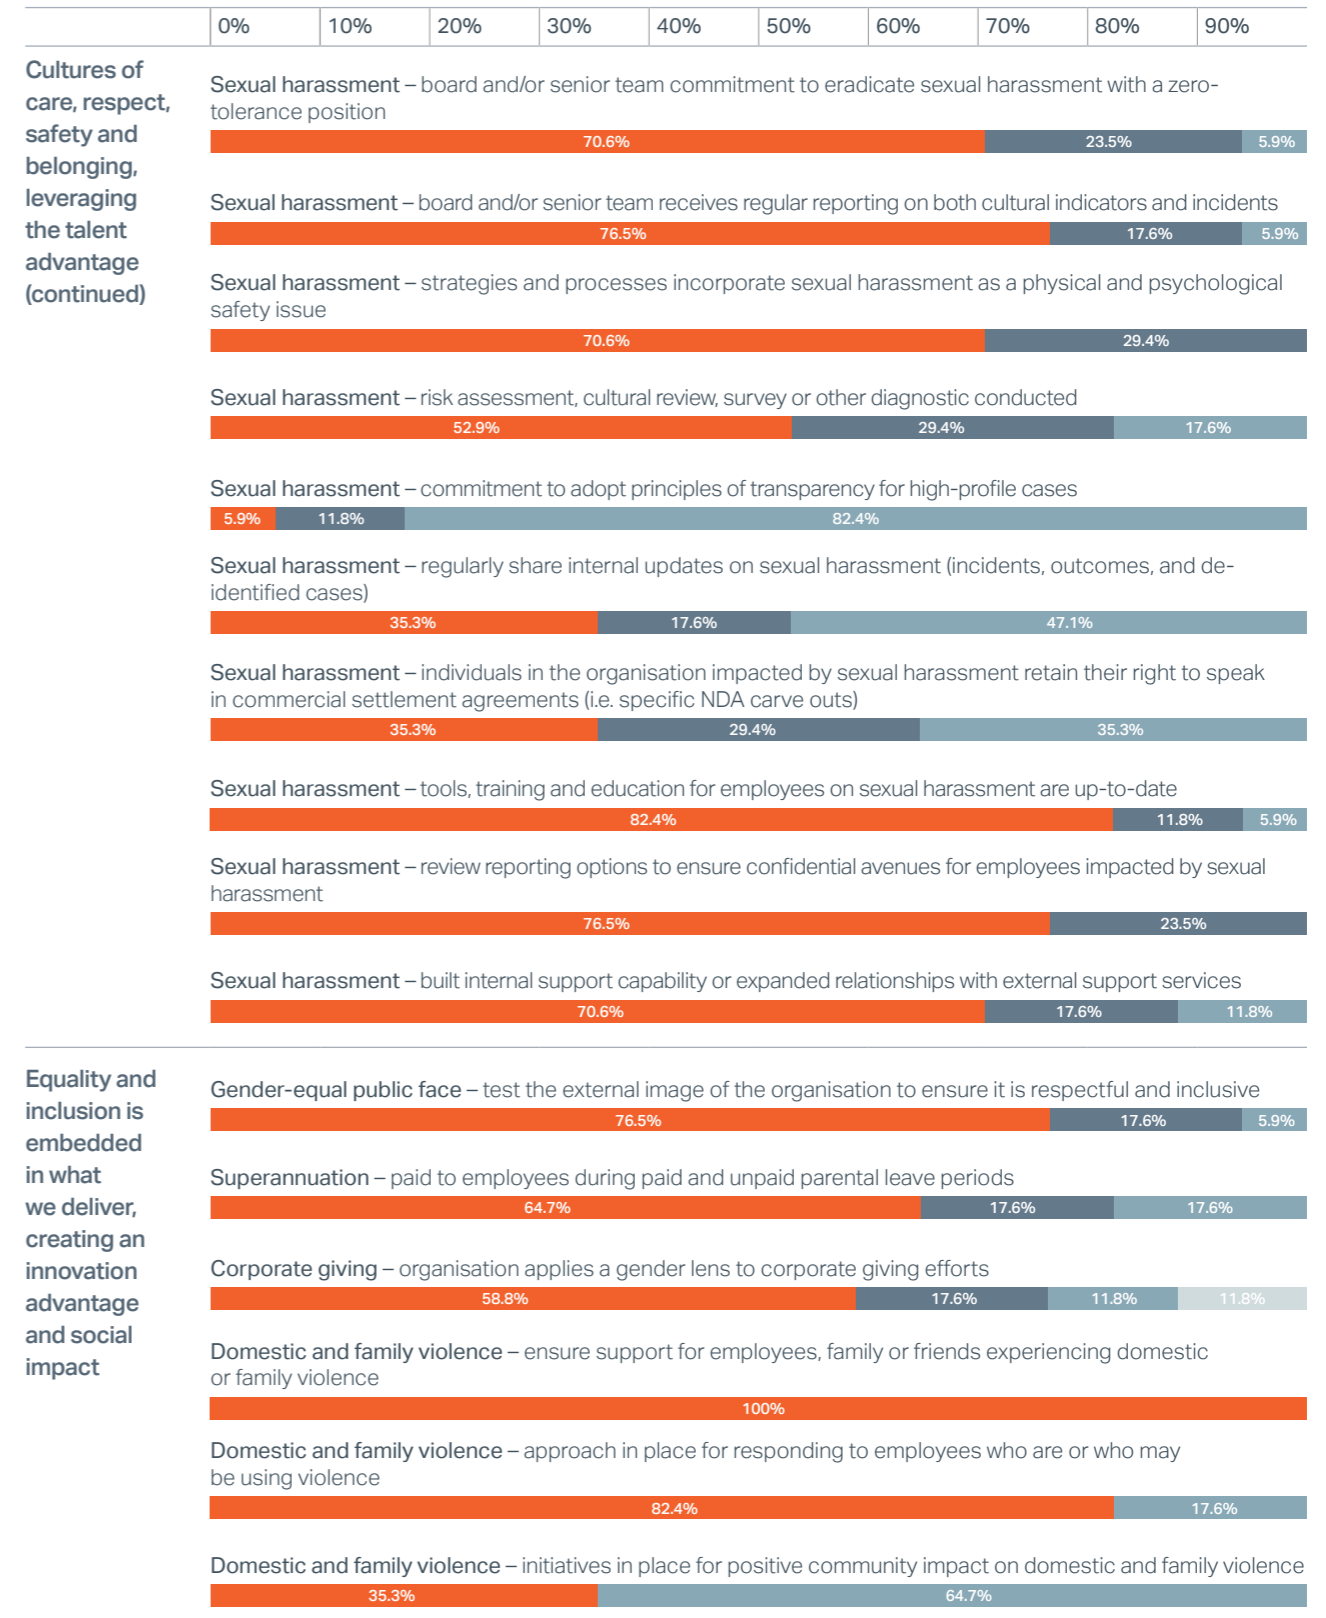 0% 10% 20% 30% 40% 50% 60% 70% 80% 90%
Cultures of
care, respect,
safety and
belonging,
leveraging
the talent
advantage
(continued)
Sexual harassment – board and/or senior team commitment to eradicate sexual harassment with a zero-
tolerance position
70.6% 23.5% 5.9%
Sexual harassment – board and/or senior team receives regular reporting on both cultural indicators and incidents
76.5% 17.6% 5.9%
Sexual harassment – strategies and processes incorporate sexual harassment as a physical and psychological
safety issue
70.6% 29.4%
Sexual harassment – risk assessment, cultural review, survey or other diagnostic conducted
52.9% 29.4% 17.6%
Sexual harassment – commitment to adopt principles of transparency for high-profile cases
5.9% 11.8% 82.4%
Sexual harassment – regularly share internal updates on sexual harassment (incidents, outcomes, and de-
identified cases)
35.3% 17.6% 47.1%
Sexual harassment – individuals in the organisation impacted by sexual harassment retain their right to speak
in commercial settlement agreements (i.e. specific NDA carve outs)
35.3% 29.4% 35.3%
Sexual harassment – tools, training and education for employees on sexual harassment are up-to-date
82.4% 11.8% 5.9%
Sexual harassment – review reporting options to ensure confidential avenues for employees impacted by sexual
harassment
76.5% 23.5%
Sexual harassment – built internal support capability or expanded relationships with external support services
70.6% 17.6% 11.8%
Equality and
inclusion is
embedded
in what
we deliver,
creating an
innovation
advantage
and social
impact
Gender-equal public face – test the external image of the organisation to ensure it is respectful and inclusive
76.5% 17.6% 5.9%
Superannuation – paid to employees during paid and unpaid parental leave periods
64.7% 17.6% 17.6%
Corporate giving – organisation applies a gender lens to corporate giving efforts
58.8% 17.6% 11.8% 11.8%
Domestic and family violence – ensure support for employees, family or friends experiencing domestic
or family violence
100%
Domestic and family violence – approach in place for responding to employees who are or who may
be using violence
82.4% 17.6%
Domestic and family violence – initiatives in place for positive community impact on domestic and family violence
35.3% 64.7%